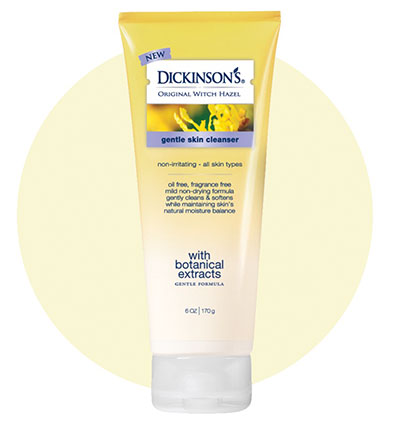 NEW
DICKINSON'S®
ORIGINAL WITCH HAZEL
gentle skin cleanser
non-irritating - all skin types
oil free, fragrance free
mild non-drying formula
gently cleans & softens
while maintaining skin's
natural moisture balance
with
botanical
extracts
GENTLE FORMULA
6 OZ | 170 g